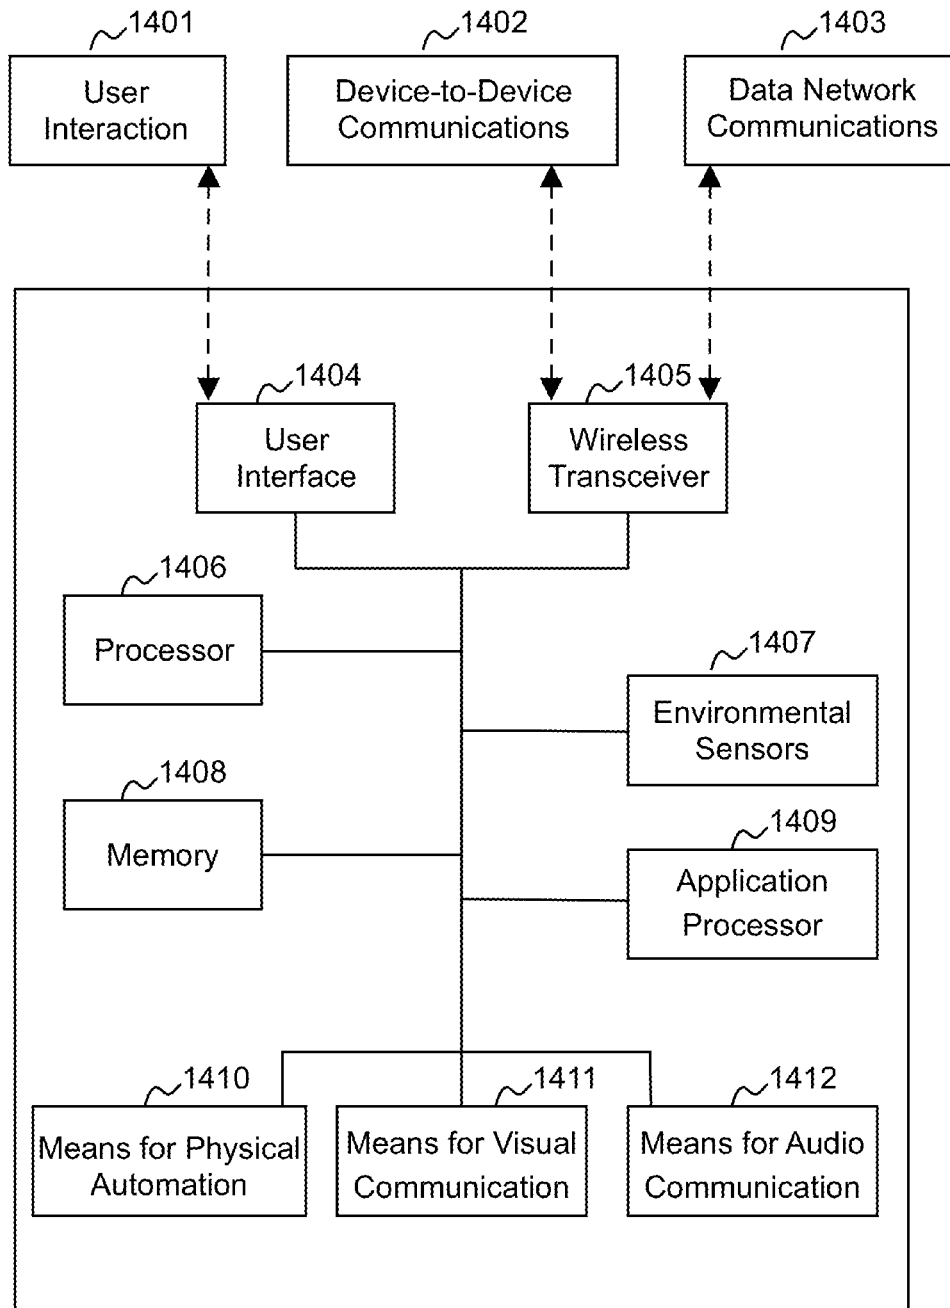 1401
1402
1403
User
Interaction
Device-to-Device
Communications
Data Network
Communications
1404
1405
User
Interface
Wireless
Transceiver
1406
Processor
1407
Environmental
Sensors
1408
Memory
1409
Application
Processor
1410
1411
1412
Means for Physical
Automation
Means for Visual
Communication
Means for Audio
Communication